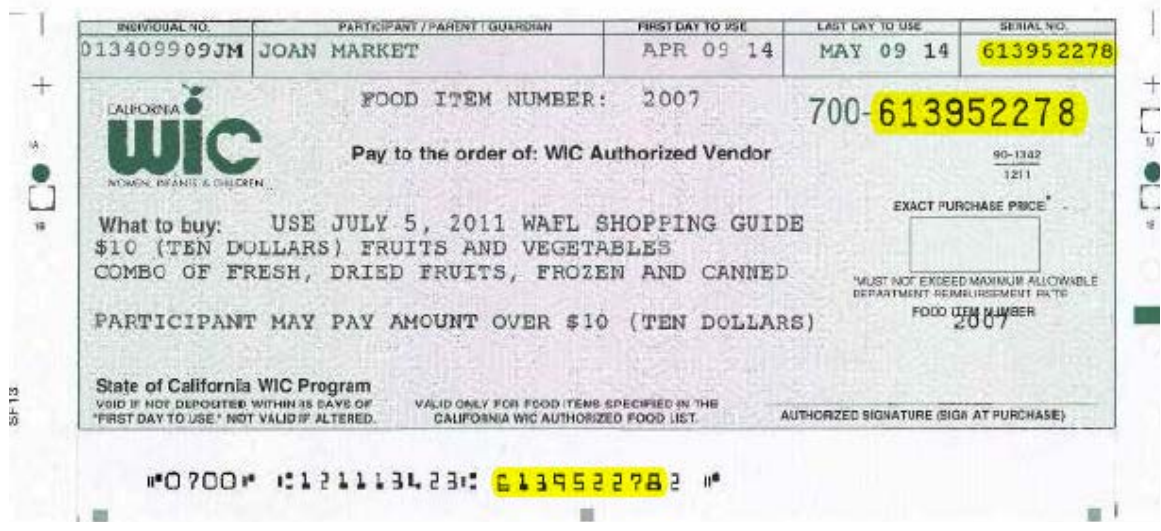 INDIVIDUAL NO. PARTICIPANT / PARENT / GUARDIAN FIRST DAY TO USE LAST DAY TO USE SERIAL NO.
013409909JM JOAN MARKET APR 09 14 MAY 09 14 613952278
FOOD ITEM NUMBER: 2007
700-613952278
CALIFORNIA
WIC
WOMEN, INFANTS & CHILDREN
Pay to the order of: WIC Authorized Vendor
90-1342
1211
EXACT PURCHASE PRICE*
What to buy: USE JULY 5, 2011 WAFL SHOPPING GUIDE
$10 (TEN DOLLARS) FRUITS AND VEGETABLES
COMBO OF FRESH, DRIED FRUITS, FROZEN AND CANNED
*MUST NOT EXCEED MAXIMUM ALLOWABLE
DEPARTMENT REIMBURSEMENT RATE
FOOD ITEM NUMBER
PARTICIPANT MAY PAY AMOUNT OVER $10 (TEN DOLLARS) 2007
State of California WIC Program
VOID IF NOT DEPOSITED WITHIN 45 DAYS OF
"FIRST DAY TO USE." NOT VALID IF ALTERED.
VALID ONLY FOR FOOD ITEMS SPECIFIED IN THE
CALIFORNIA WIC AUTHORIZED FOOD LIST.
AUTHORIZED SIGNATURE (SIGN AT PURCHASE)
⑈0700⑈ ⑆121113423⑆ 6139522782 ⑈